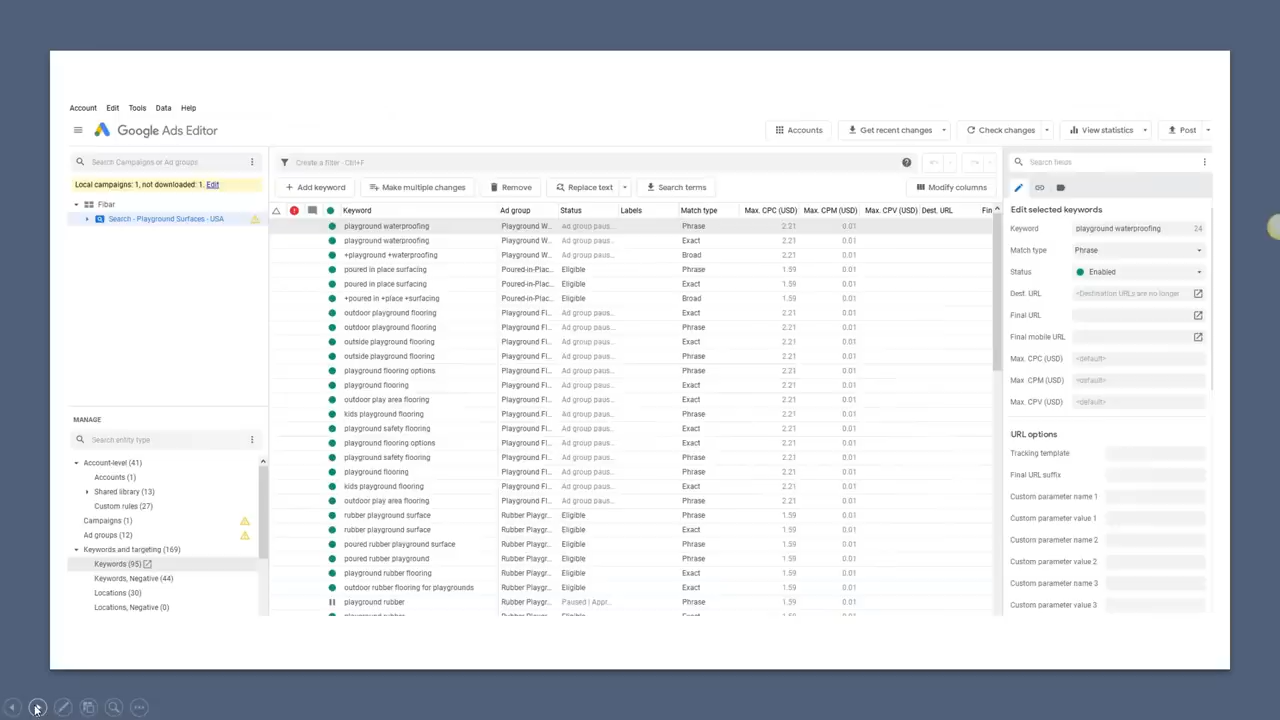 Account Edit Tools Data Help
Google Ads Editor
Accounts Get recent changes Check changes View statistics Post
Search Campaigns or Ad groups
Local campaigns: 1, not downloaded: 1. Edit
Fibar
Search - Playground Surfaces - USA
Create a filter - Ctrl+F
Add keyword Make multiple changes Remove Replace text Search terms Modify columns
Keyword Ad group Status Labels Match type Max. CPC (USD) Max. CPM (USD) Max. CPV (USD) Dest. URL Fin
playground waterproofing Playground W... Ad group paus... Phrase 2.21 0.01
playground waterproofing Playground W... Ad group paus... Exact 2.21 0.01
+playground +waterproofing Playground W... Ad group paus... Broad 2.21 0.01
poured in place surfacing Poured-in-Plac... Eligible Phrase 1.59 0.01
poured in place surfacing Poured-in-Plac... Eligible Exact 1.59 0.01
+poured in +place +surfacing Poured-in-Plac... Eligible Broad 1.59 0.01
outdoor playground flooring Playground Fl... Ad group paus... Exact 2.21 0.01
outdoor playground flooring Playground Fl... Ad group paus... Phrase 2.21 0.01
outside playground flooring Playground Fl... Ad group paus... Exact 2.21 0.01
outside playground flooring Playground Fl... Ad group paus... Phrase 2.21 0.01
playground flooring options Playground Fl... Ad group paus... Phrase 2.21 0.01
playground flooring Playground Fl... Ad group paus... Exact 2.21 0.01
outdoor play area flooring Playground Fl... Ad group paus... Exact 2.21 0.01
kids playground flooring Playground Fl... Ad group paus... Phrase 2.21 0.01
playground safety flooring Playground Fl... Ad group paus... Exact 2.21 0.01
playground flooring options Playground Fl... Ad group paus... Exact 2.21 0.01
playground safety flooring Playground Fl... Ad group paus... Phrase 2.21 0.01
playground flooring Playground Fl... Ad group paus... Phrase 2.21 0.01
kids playground flooring Playground Fl... Ad group paus... Exact 2.21 0.01
outdoor play area flooring Playground Fl... Ad group paus... Phrase 2.21 0.01
rubber playground surface Rubber Playgr... Eligible Phrase 1.59 0.01
rubber playground surface Rubber Playgr... Eligible Exact 1.59 0.01
poured rubber playground surface Rubber Playgr... Eligible Phrase 1.59 0.01
poured rubber playground Rubber Playgr... Eligible Phrase 1.59 0.01
playground rubber flooring Rubber Playgr... Eligible Exact 1.59 0.01
outdoor rubber flooring for playgrounds Rubber Playgr... Eligible Exact 1.59 0.01
playground rubber Rubber Playgr... Paused | Appr... Phrase 1.59 0.01
MANAGE
Search entity type
Account-level (41)
Accounts (1)
Shared library (13)
Custom rules (27)
Campaigns (1)
Ad groups (12)
Keywords and targeting (169)
Keywords (95)
Keywords, Negative (44)
Locations (30)
Locations, Negative (0)
Search fields
Edit selected keywords
Keyword playground waterproofing 24
Match type Phrase
Status Enabled
Dest. URL <Destination URLs are no longer
Final URL
Final mobile URL
Max. CPC (USD) <default>
Max. CPM (USD) <default>
Max. CPV (USD) <default>
URL options
Tracking template
Final URL suffix
Custom parameter name 1
Custom parameter value 1
Custom parameter name 2
Custom parameter value 2
Custom parameter name 3
Custom parameter value 3